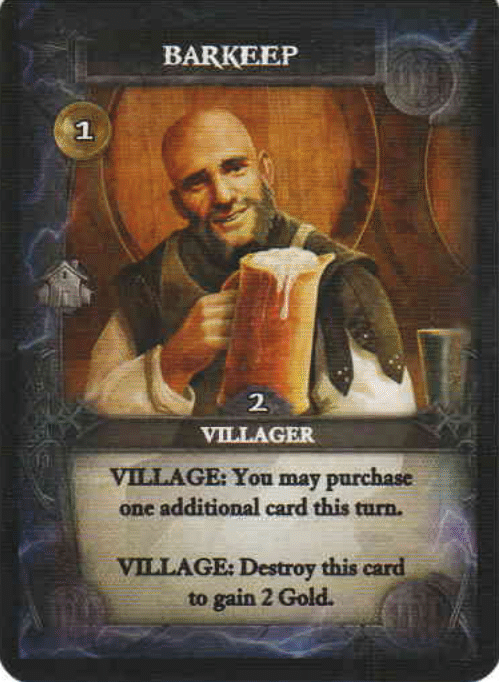 BARKEEP
1
2
VILLAGER
VILLAGE: You may purchase
one additional card this turn.
VILLAGE: Destroy this card
to gain 2 Gold.